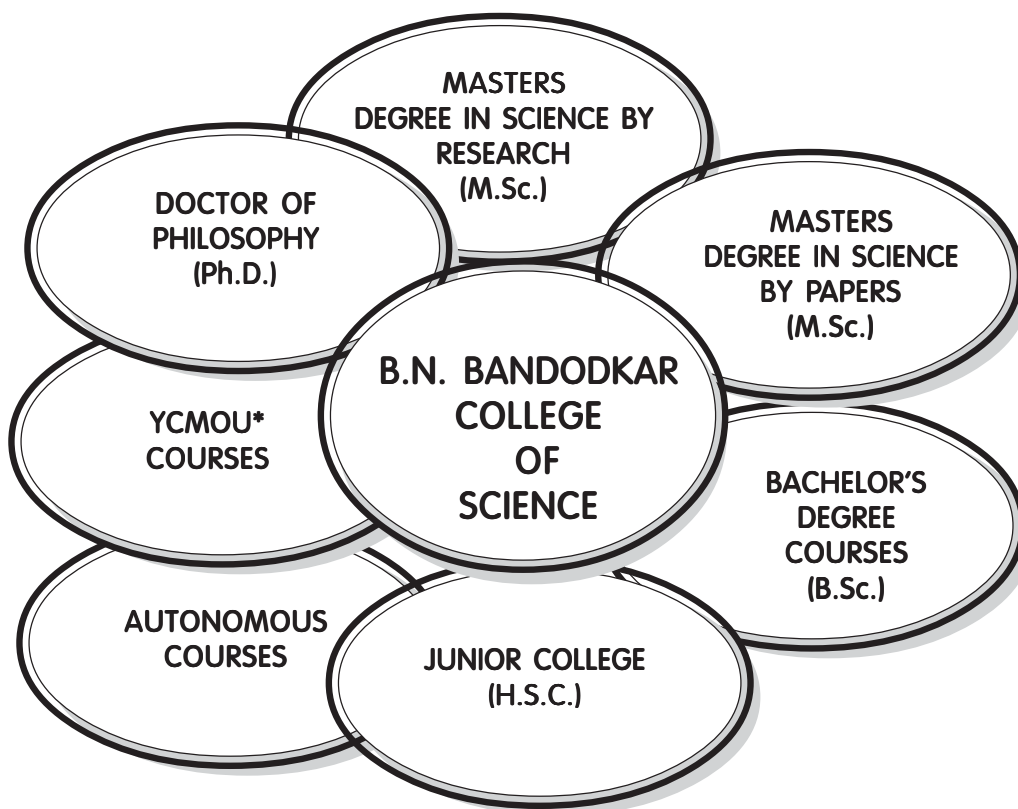 MASTERS
DEGREE IN SCIENCE BY
RESEARCH
(M.Sc.)
DOCTOR OF
PHILOSOPHY
(Ph.D.)
MASTERS
DEGREE IN SCIENCE
BY PAPERS
(M.Sc.)
B.N. BANDODKAR
COLLEGE
OF
SCIENCE
YCMOU*
COURSES
BACHELOR'S
DEGREE
COURSES
(B.Sc.)
AUTONOMOUS
COURSES
JUNIOR COLLEGE
(H.S.C.)